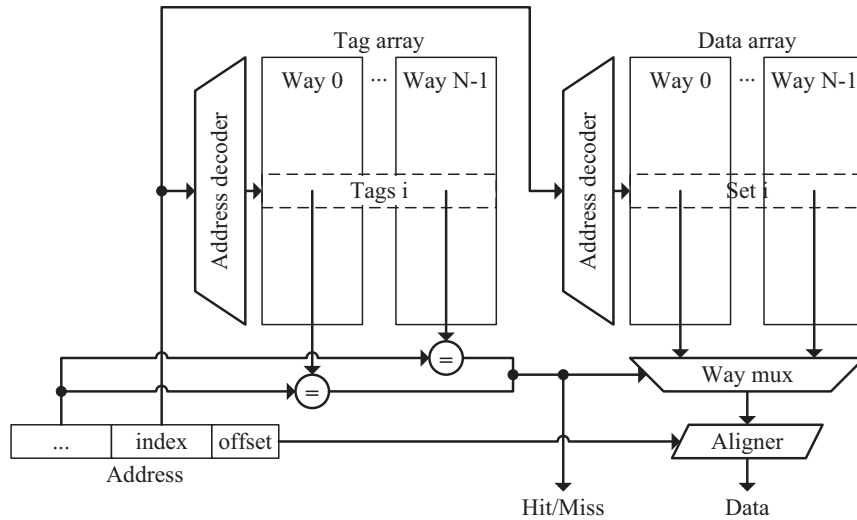 Tag array
Data array
Way 0 ... Way N-1
Way 0 ... Way N-1
Address decoder
Tags i
Address decoder
Set i
=
=
Way mux
... index offset
Aligner
Address
Hit/Miss
Data